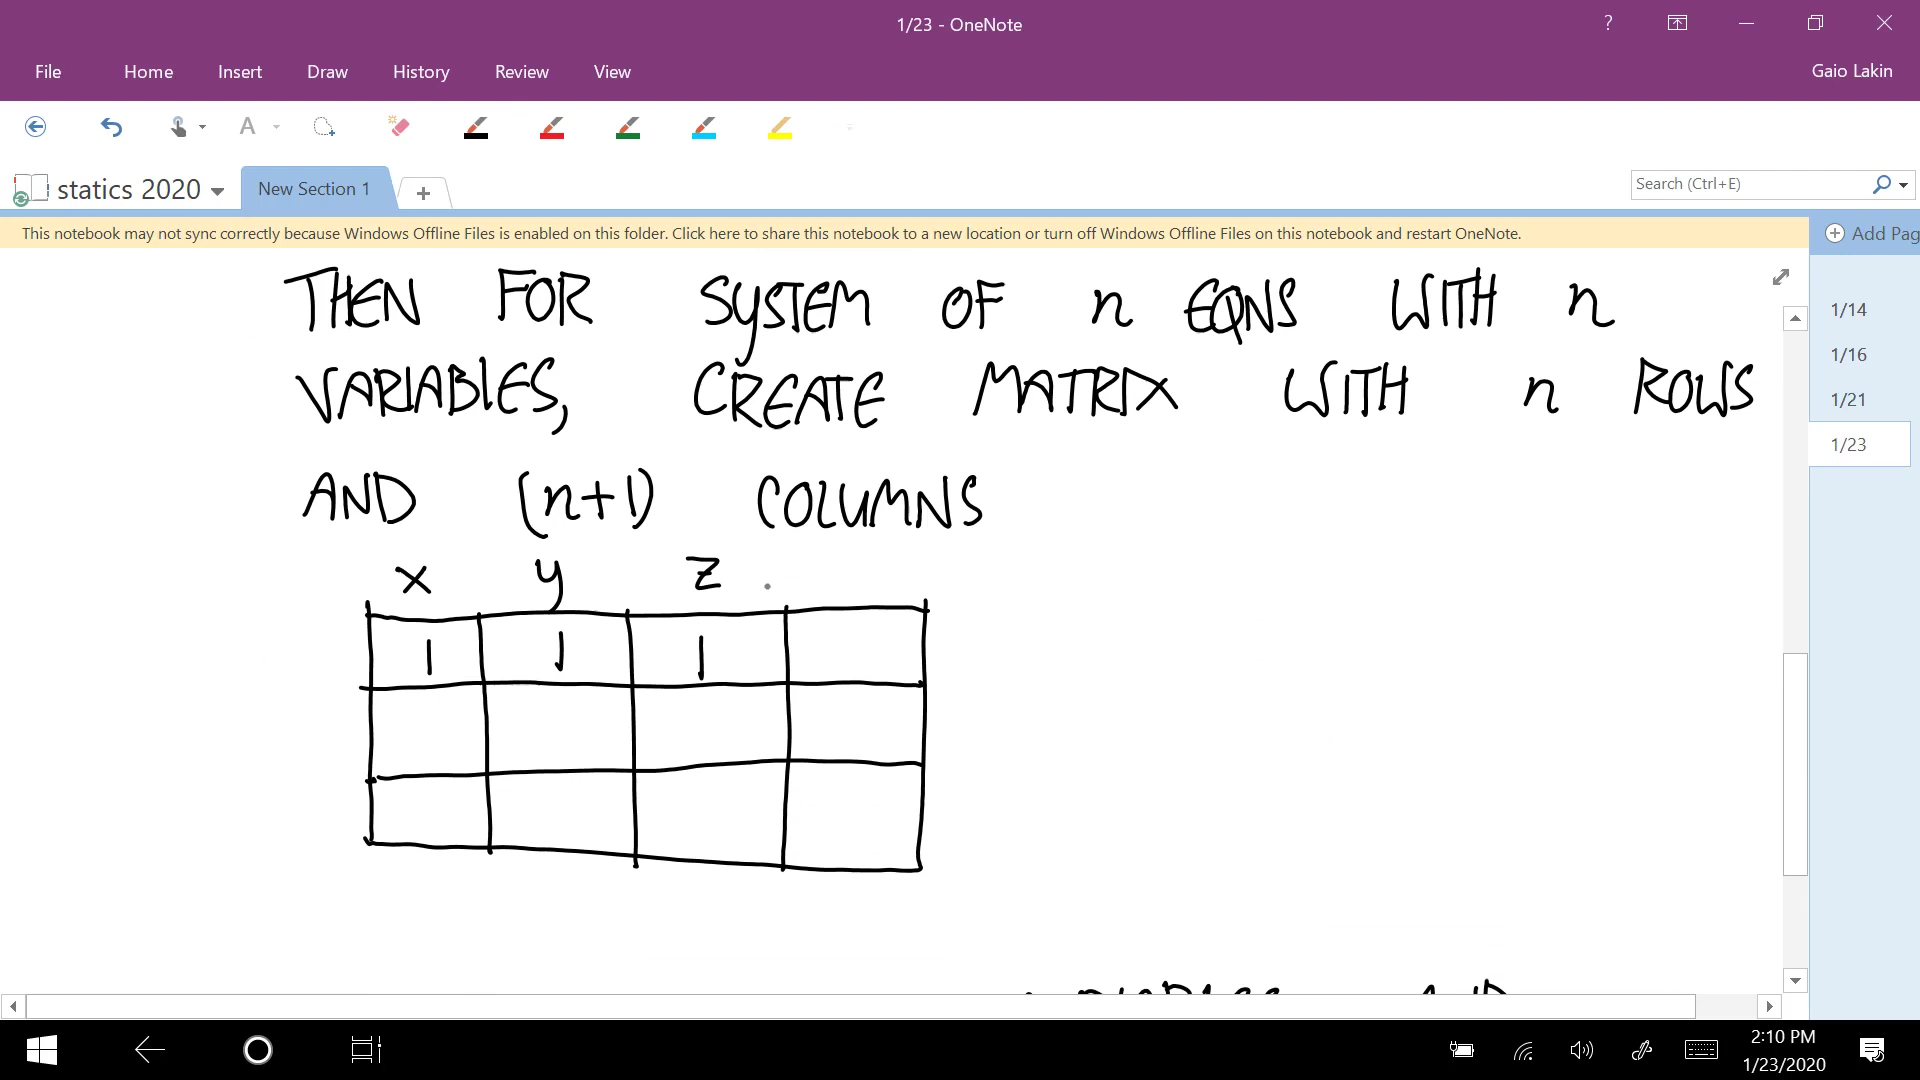 1/23 - OneNote
?
File Home Insert Draw History Review View
Gaio Lakin
A
statics 2020
New Section 1
+
Search (Ctrl+E)
This notebook may not sync correctly because Windows Offline Files is enabled on this folder. Click here to share this notebook to a new location or turn off Windows Offline Files on this notebook and restart OneNote.
Add Pag
THEN FOR SYSTEM OF n EQNS WITH n
VARIABLES, CREATE MATRIX WITH n ROWS
AND (n+1) COLUMNS
x y z
1 1 1
1/14
1/16
1/21
1/23
2:10 PM
1/23/2020